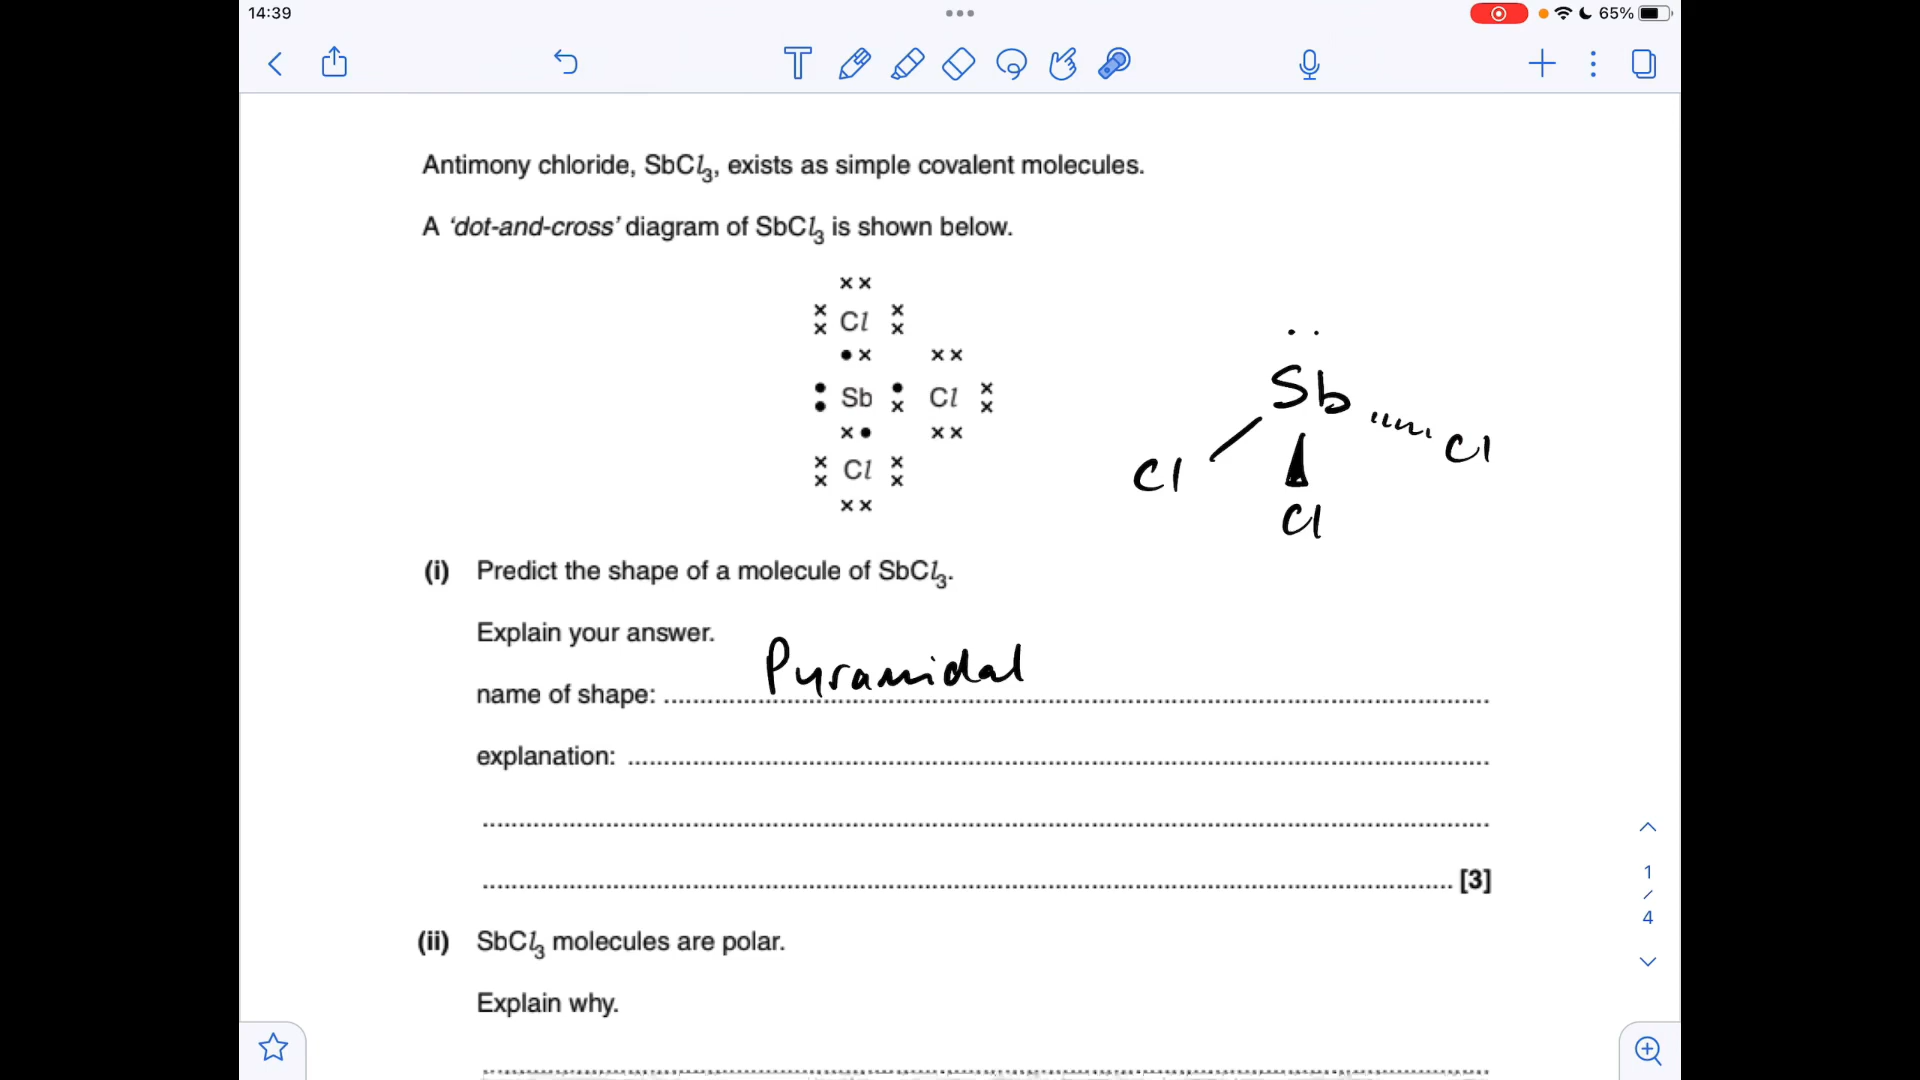 14:39
65%
Antimony chloride, SbCl3, exists as simple covalent molecules.
A ‘dot-and-cross’ diagram of SbCl3 is shown below.
Cl
Sb Cl
Cl
Sb
Cl
Cl
Cl
(i) Predict the shape of a molecule of SbCl3.
Explain your answer.
name of shape: Pyramidal
explanation:
[3]
(ii) SbCl3 molecules are polar.
Explain why.
1
/
4